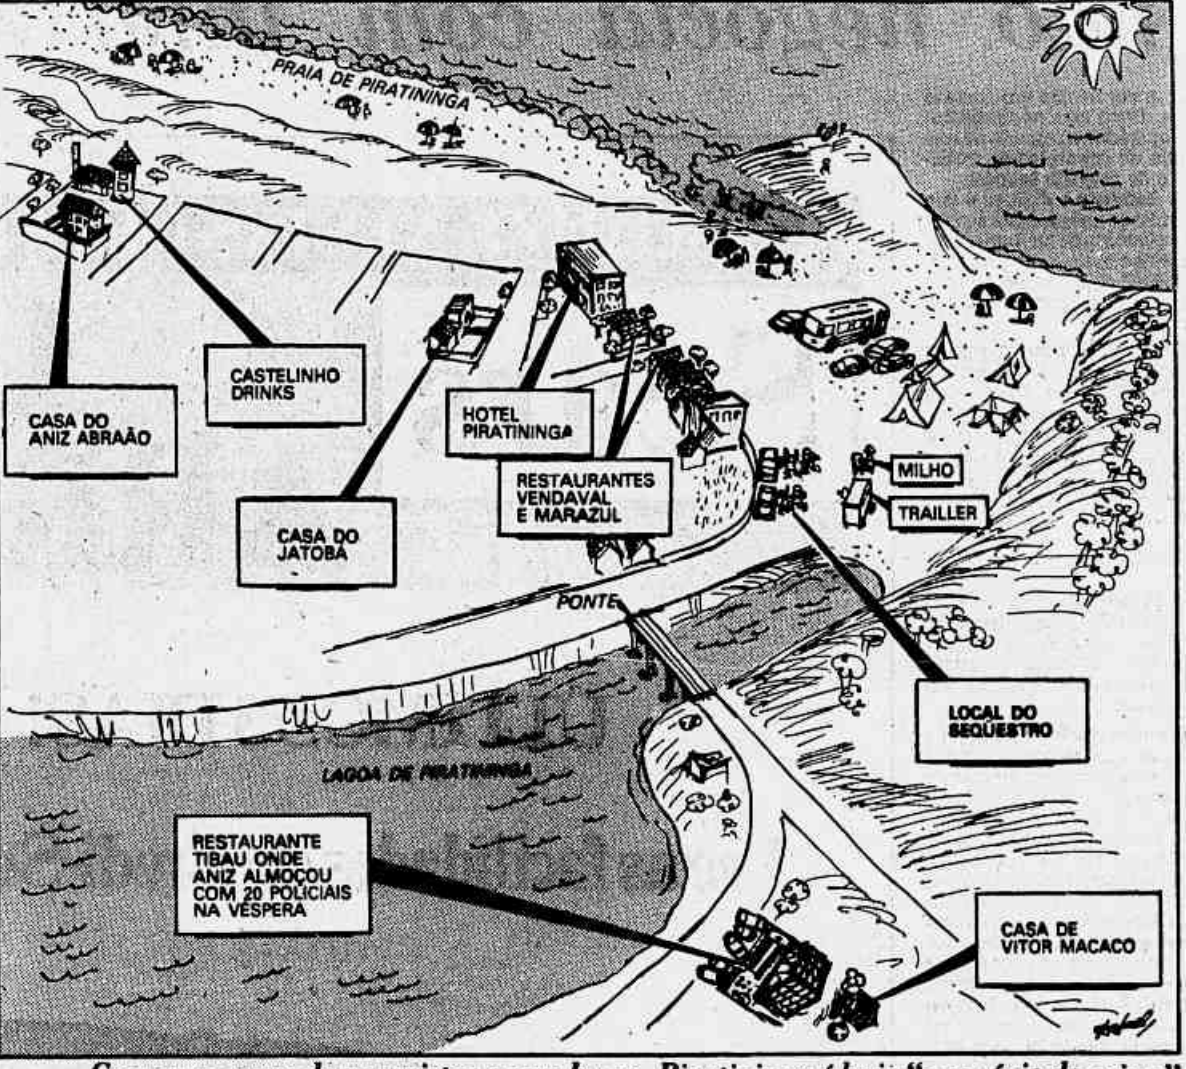 PRAIA DE PIRATININGA
CASTELINHO
DRINKS
CASA DO
ANIZ ABRAÃO
HOTEL
PIRATININGA
RESTAURANTES
VENDAVAL
E MARAZUL
MILHO
TRAILLER
CASA DO
JATOBÁ
PONTE
LOCAL DO
SEQÜESTRO
LAGOA DE PIRATININGA
RESTAURANTE
TIBAU ONDE
ANIZ ALMOÇOU
COM 20 POLICIAIS
NA VÉSPERA
CASA DE
VITOR MACACO